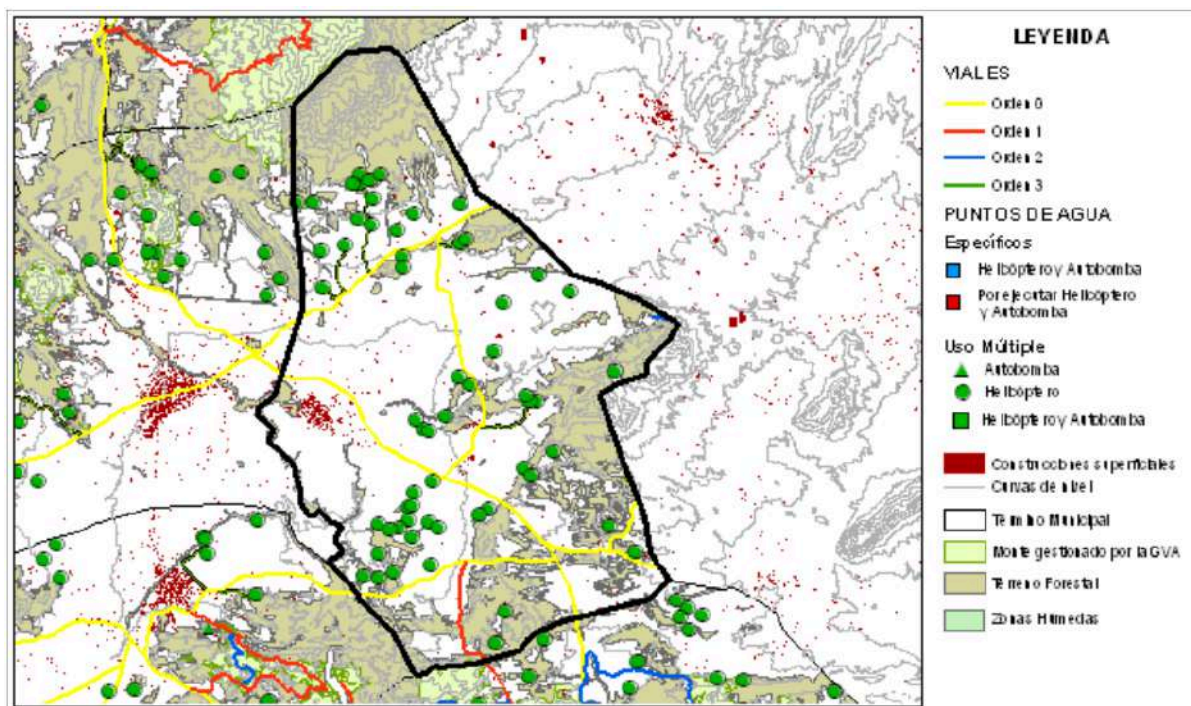 LEYENDA
VIALES
Orden 0
Orden 1
Orden 2
Orden 3
PUNTOS DE AGUA
Específicos
Helicóptero y Autobomba
Por ejecutar Helicóptero
y Autobomba
Uso Múltiple
Autobomba
Helicóptero
Helicóptero y Autobomba
Construcciones superficiales
Curvas de nivel
Término Municipal
Monte gestionado por la GVA
Terreno Forestal
Zonas Húmedas